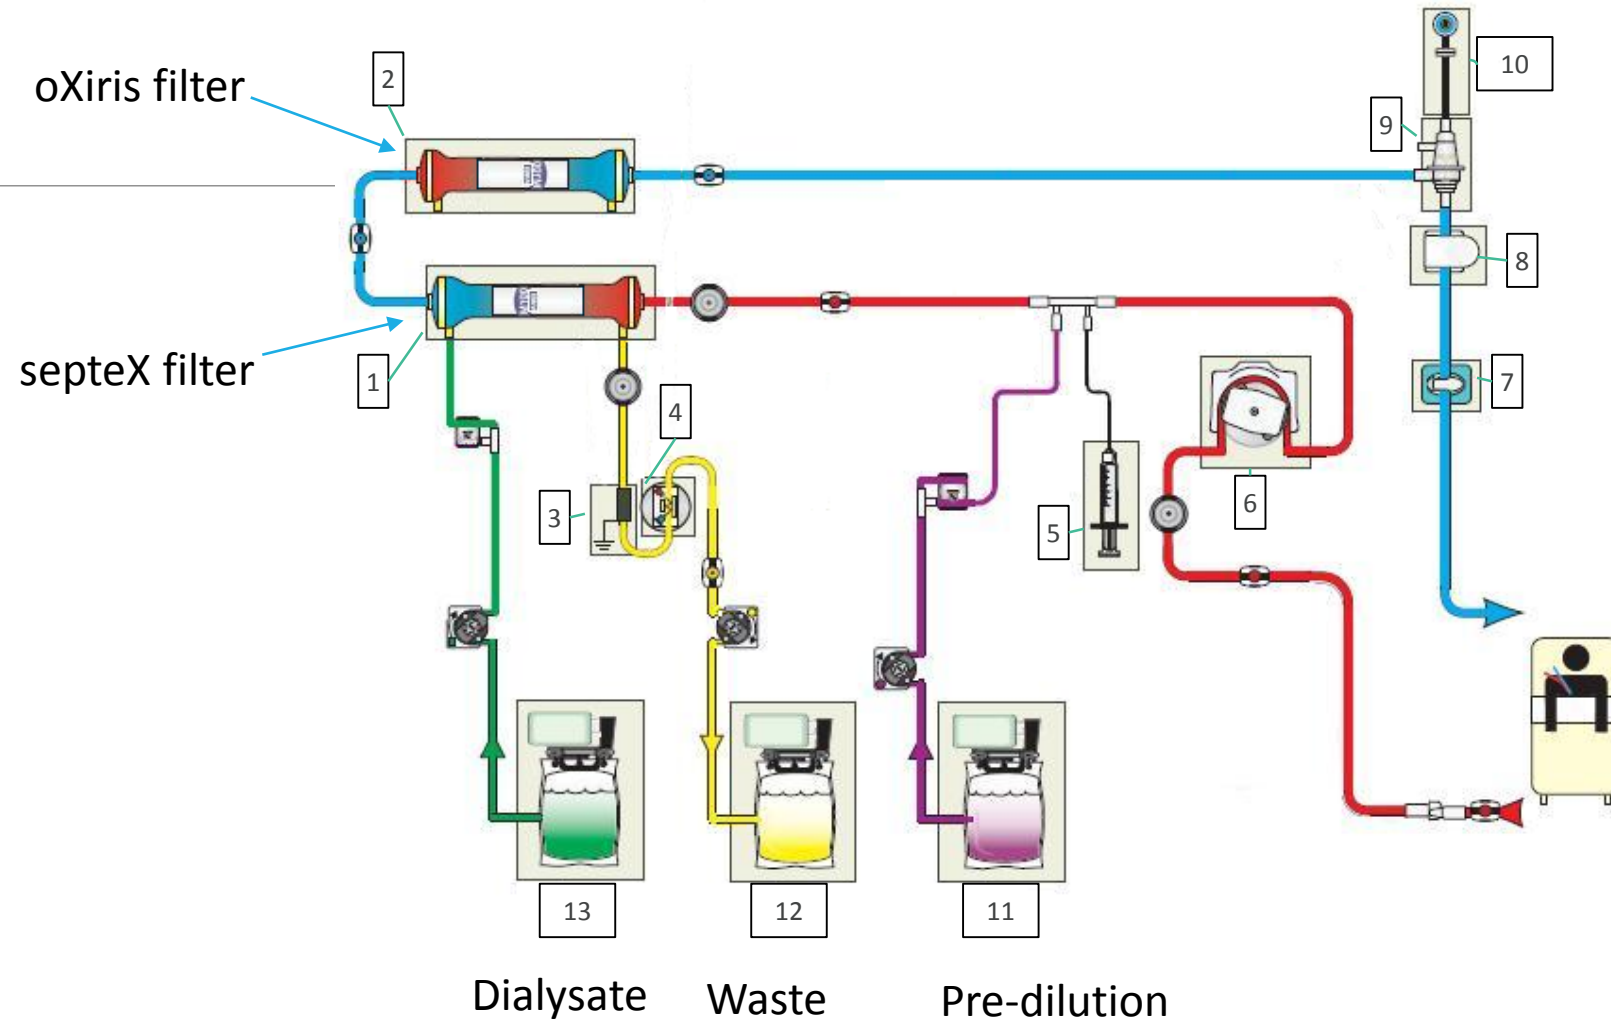 10
2
oXiris filter
9
8
septeX filter
1
7
4
6
3
5
13
12
11
Dialysate
Waste
Pre-dilution